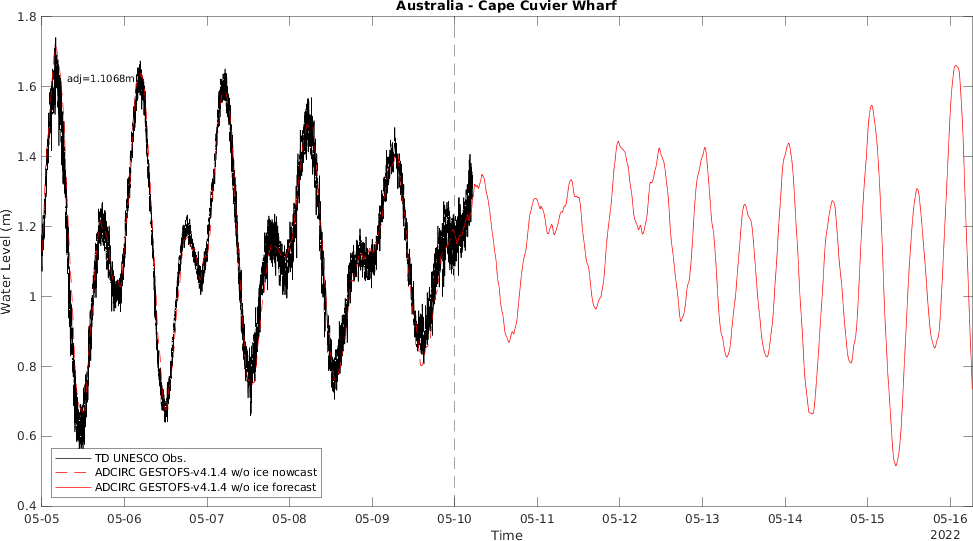 Australia - Cape Cuvier Wharf
1.8
1.6
1.4
1.2
1
0.8
0.6
0.4
Water Level (m)
adj=1.1068m
TD UNESCO Obs.
ADCIRC GESTOFS-v4.1.4 w/o ice nowcast
ADCIRC GESTOFS-v4.1.4 w/o ice forecast
05-05 05-06 05-07 05-08 05-09 05-10 05-11 05-12 05-13 05-14 05-15 05-16
Time
2022